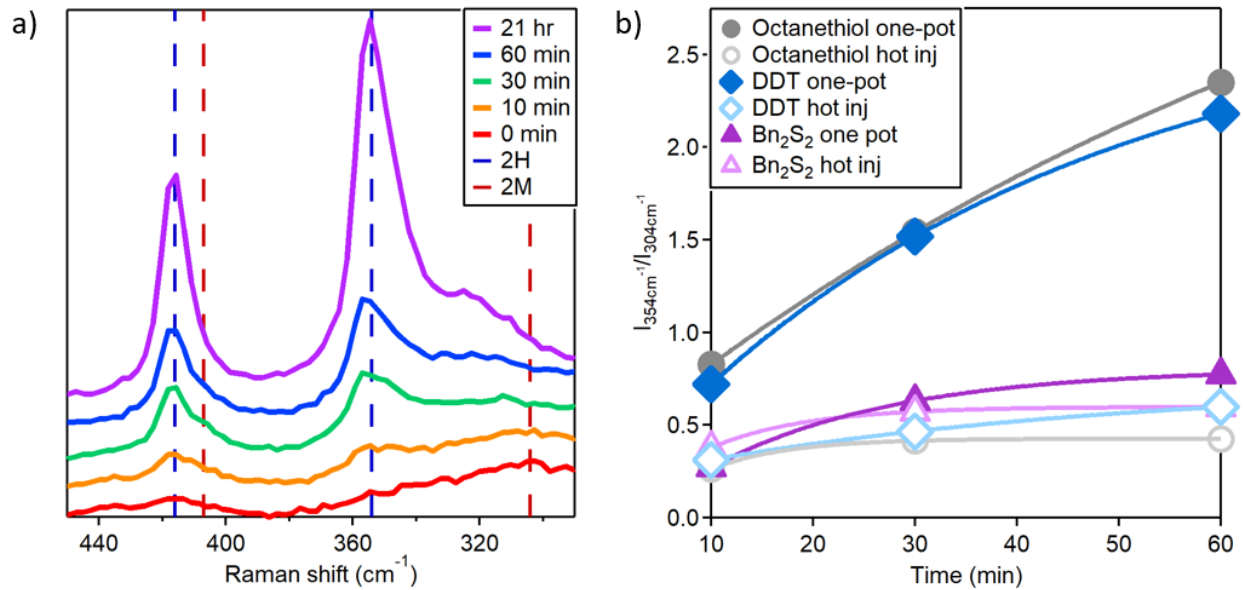 a)
21 hr
60 min
30 min
10 min
0 min
2H
2M
440
400
360
320
Raman shift (cm⁻¹)
b)
Octanethiol one-pot
Octanethiol hot inj
DDT one-pot
DDT hot inj
Bn₂S₂ one pot
Bn₂S₂ hot inj
2.5
2.0
1.5
1.0
0.5
0.0
I₃₅₄cm⁻¹/I₃₀₄cm⁻¹
10
20
30
40
50
60
Time (min)